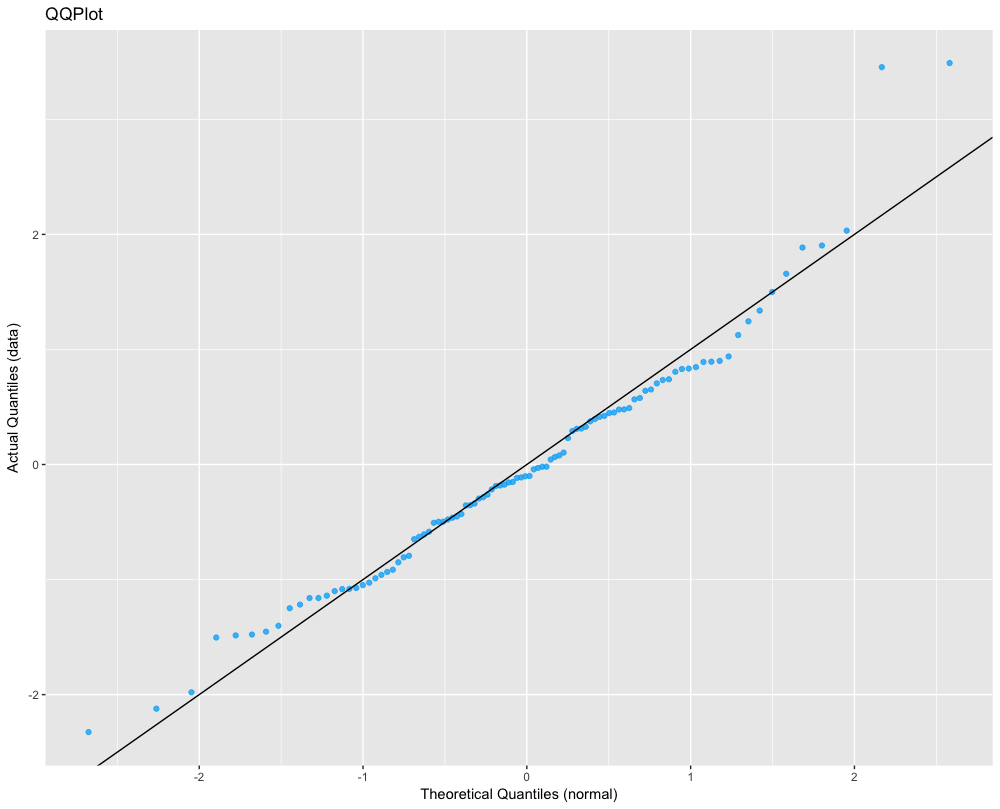 QQPlot
2
0
-2
Actual Quantiles (data)
-2 -1 0 1 2
Theoretical Quantiles (normal)